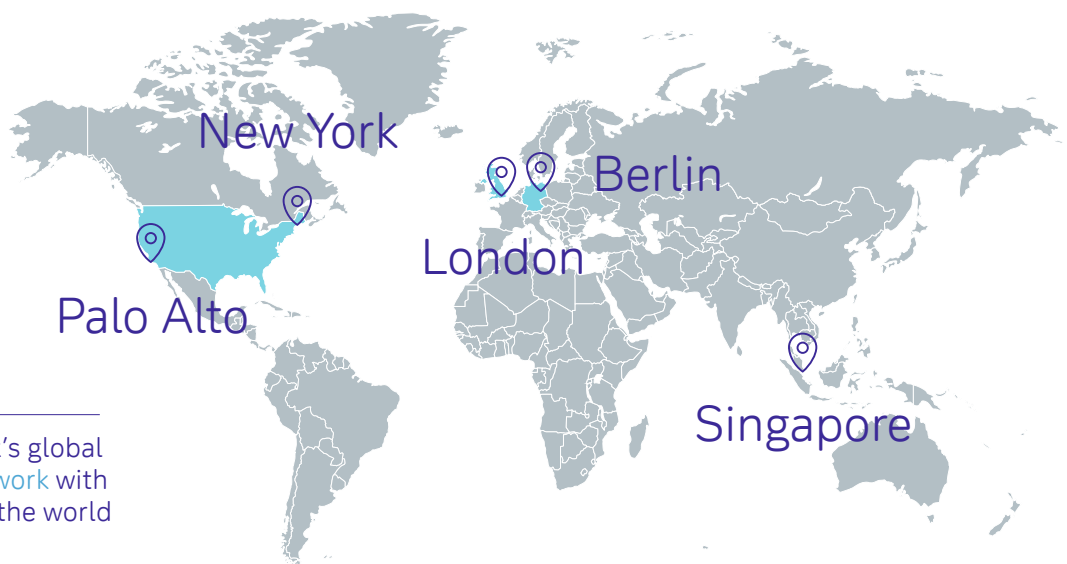 New York
Berlin
London
Palo Alto
Singapore
's global
work with
the world